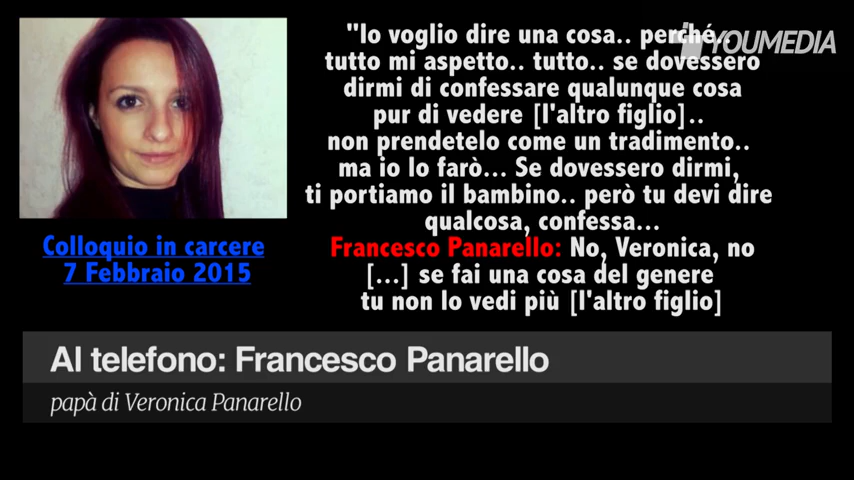 "Io voglio dire una cosa.. perché..
YOUMEDIA
tutto mi aspetto.. tutto.. se dovessero
dirmi di confessare qualunque cosa
pur di vedere [l'altro figlio]..
non prendetelo come un tradimento..
ma io lo farò... Se dovessero dirmi,
ti portiamo il bambino.. però tu devi dire
qualcosa, confessa...
Colloquio in carcere
7 Febbraio 2015
Francesco Panarello: No, Veronica, no
[...] se fai una cosa del genere
tu non lo vedi più [l'altro figlio]
Al telefono: Francesco Panarello
papà di Veronica Panarello